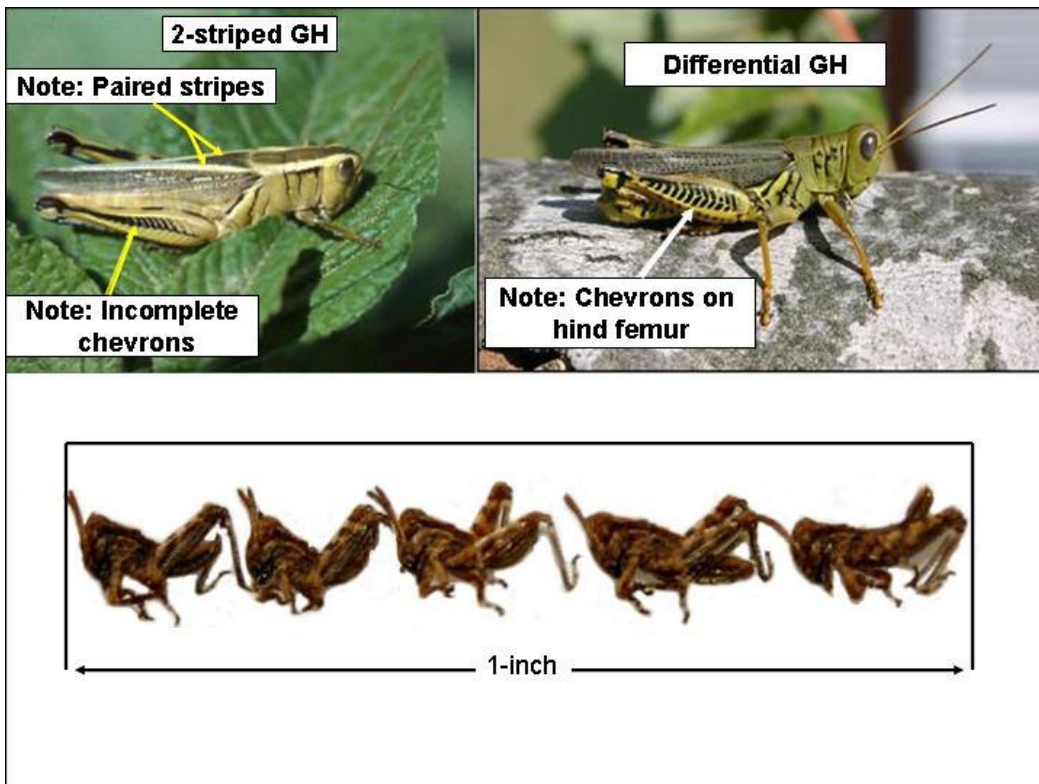 2-striped GH
Note: Paired stripes
Note: Incomplete
chevrons
Differential GH
Note: Chevrons on
hind femur
1-inch